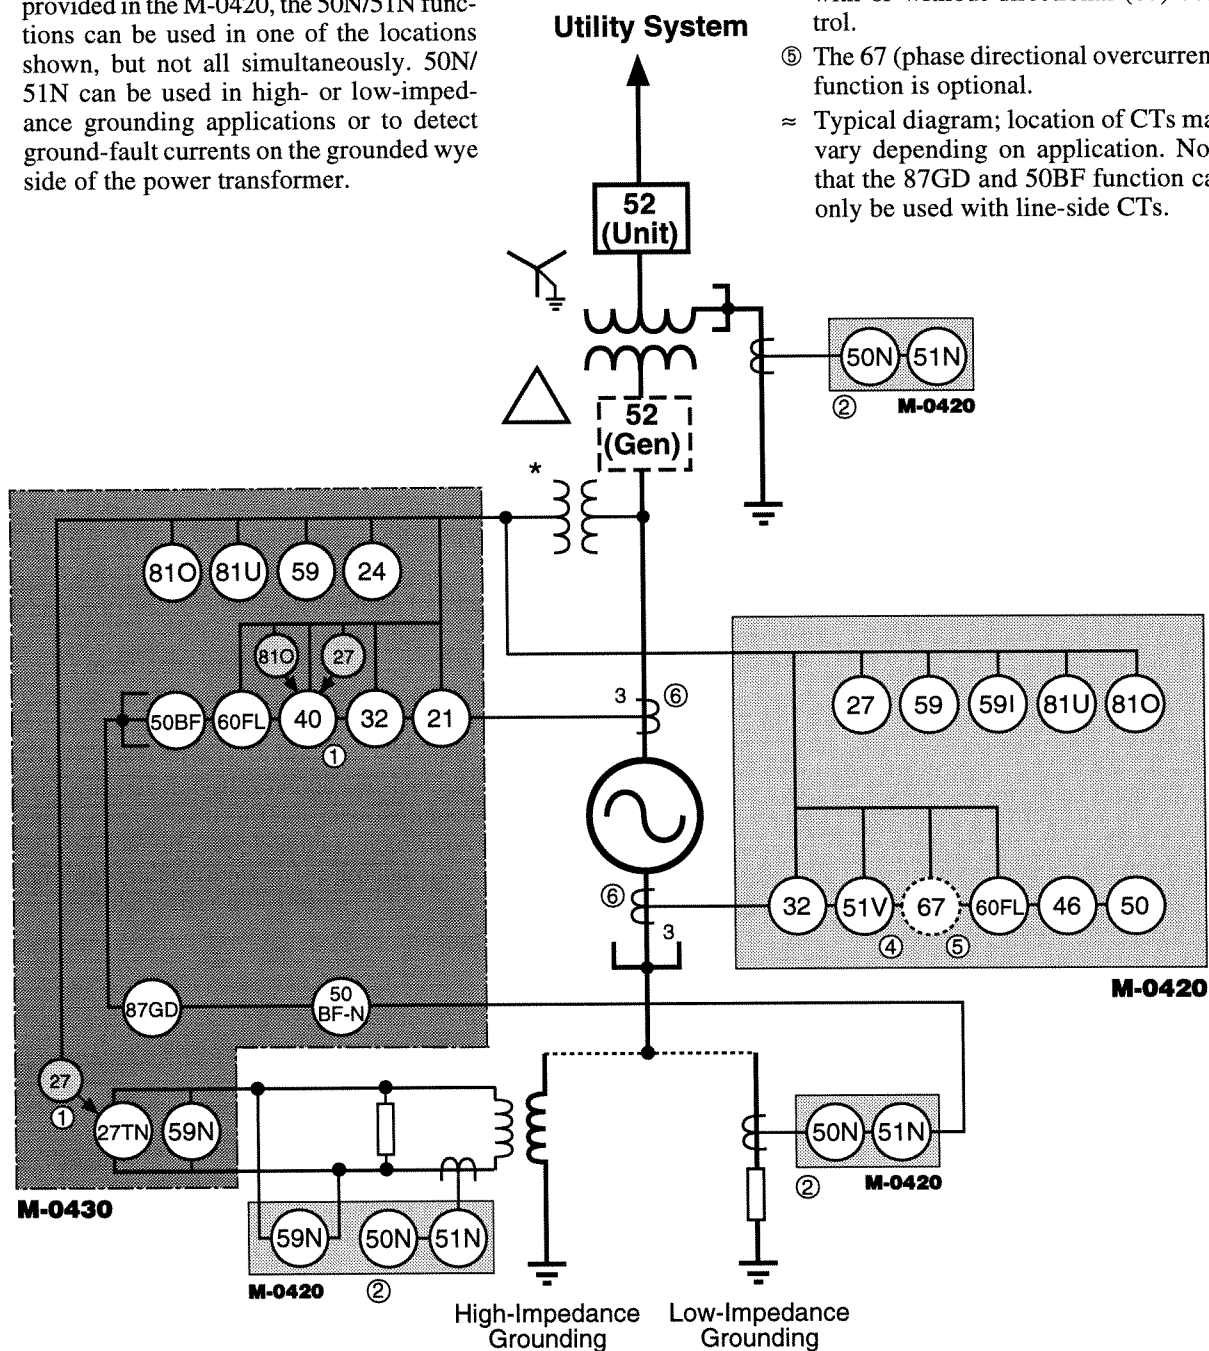 provided in the M-0420, the 50N/51N func-
tions can be used in one of the locations
shown, but not all simultaneously. 50N/
51N can be used in high- or low-imped-
ance grounding applications or to detect
ground-fault currents on the grounded wye
side of the power transformer.
Utility System
trol.
⑤ The 67 (phase directional overcurren
function is optional.
≈ Typical diagram; location of CTs ma
vary depending on application. No
that the 87GD and 50BF function ca
only be used with line-side CTs.
52
(Unit)
50N 51N
② M-0420
52
(Gen)
*
81O 81U 59 24
81O 27
50BF 60FL 40 32 21
①
3 ⑥
27 59 59I 81U 81O
⑥
3
32 51V 67 60FL 46 50
④ ⑤
M-0420
87GD
50
BF-N
27
①
27TN 59N
M-0430
50N 51N
② M-0420
59N 50N 51N
M-0420 ②
High-Impedance
Grounding
Low-Impedance
Grounding